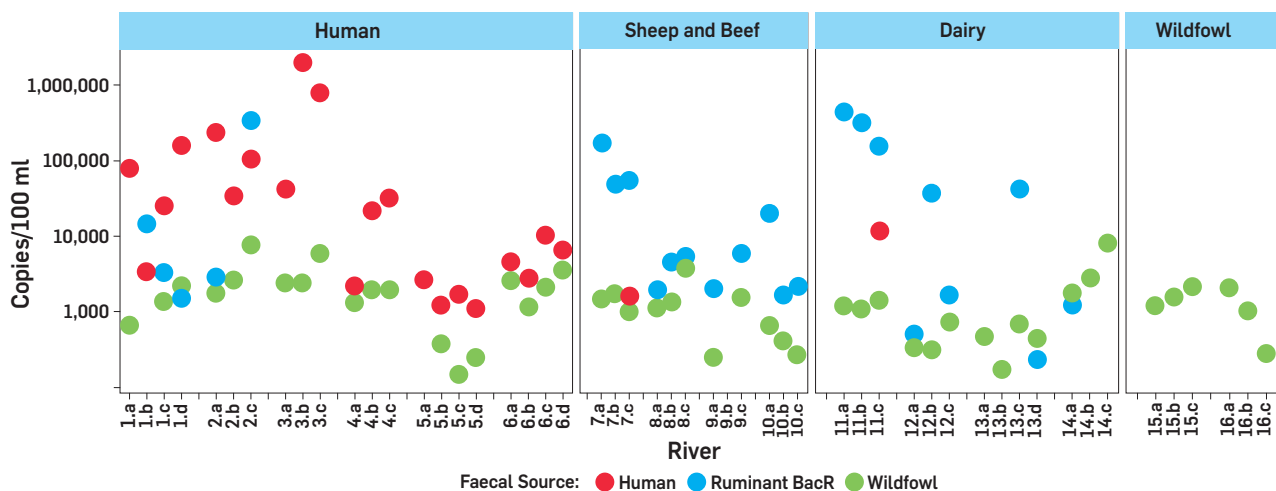 Human Sheep and Beef Dairy Wildfowl
Copies/100 ml
1,000,000
100,000
10,000
1,000
1.a 1.b 1.c 1.d 2.a 2.b 2.c 3.a 3.b 3.c 4.a 4.b 4.c 5.a 5.b 5.c 5.d 6.a 6.b 6.c 6.d 7.a 7.b 7.c 8.a 8.b 8.c 9.a 9.b 9.c 10.a 10.b 10.c 11.a 11.b 11.c 12.a 12.b 12.c 13.a 13.b 13.c 13.d 14.a 14.b 14.c 15.a 15.b 15.c 16.a 16.b 16.c
River
Faecal Source: Human Ruminant BacR Wildfowl